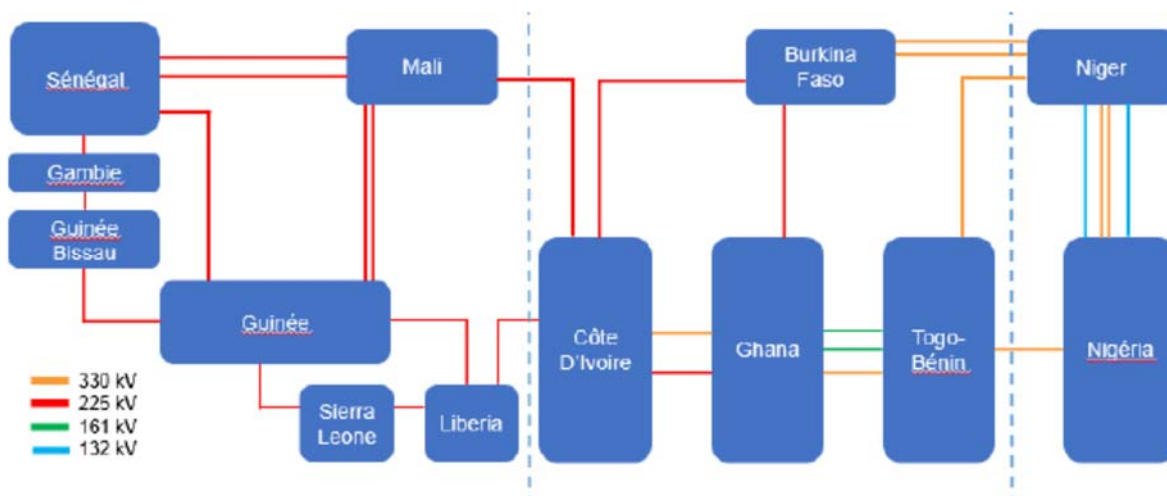 Sénégal
Mali
Burkina
Faso
Niger
Gambie
Guinée
Bissau
Guinée
Côte
D'Ivoire
Ghana
Togo-
Bénin
Nigéria
Sierra
Leone
Liberia
330 kV
225 kV
161 kV
132 kV